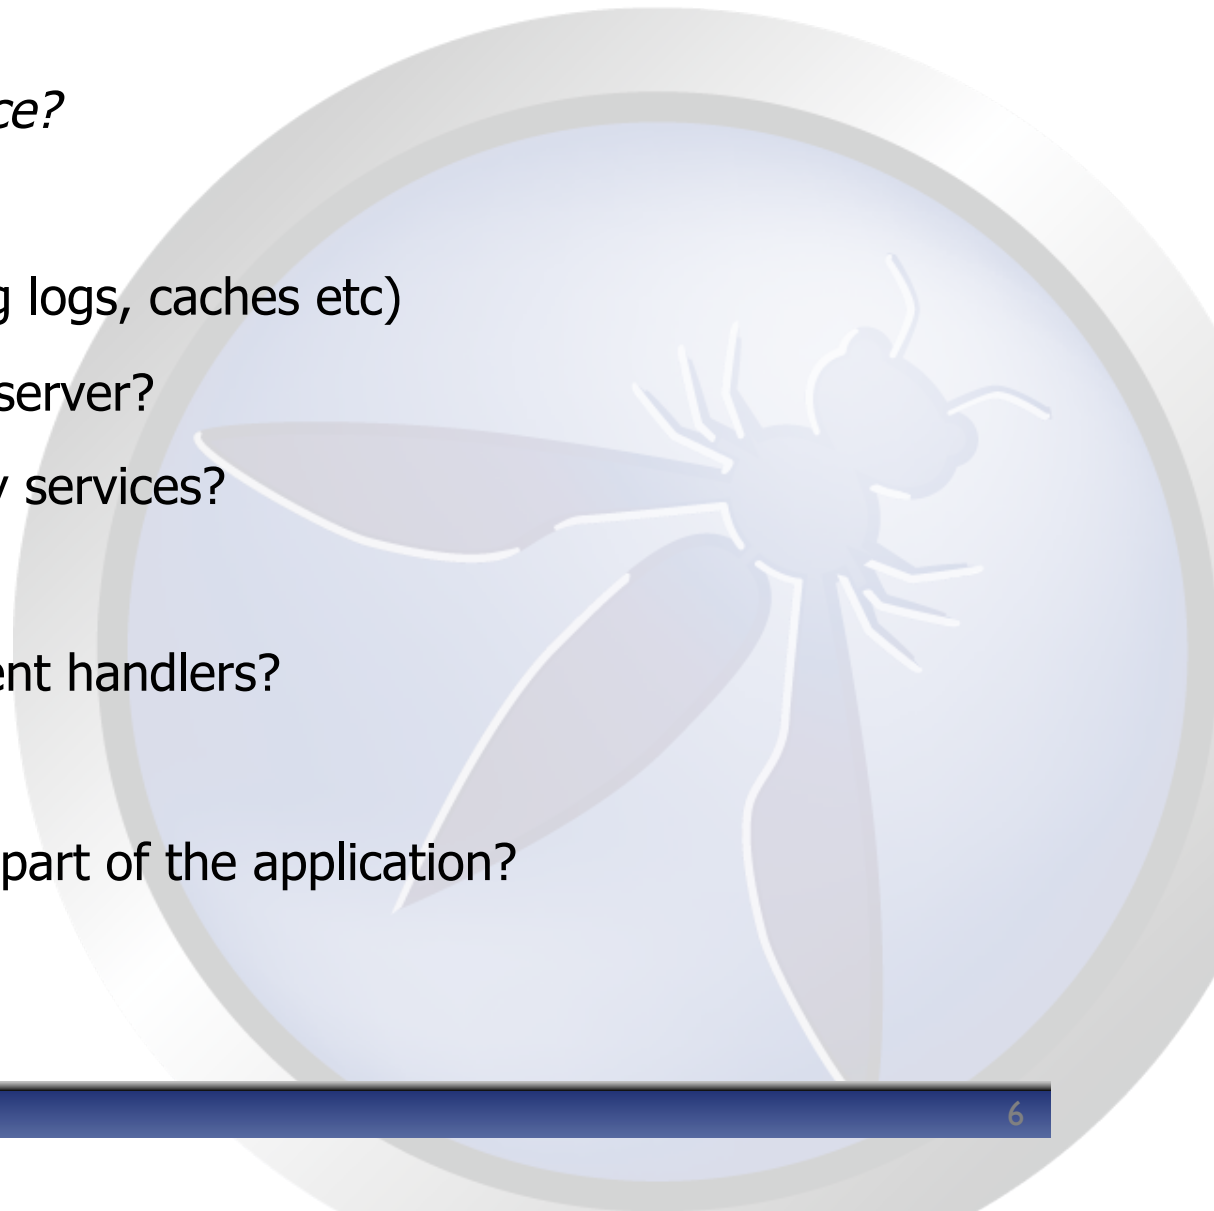 ce?
g logs, caches etc)
server?
y services?
ent handlers?
part of the application?
6